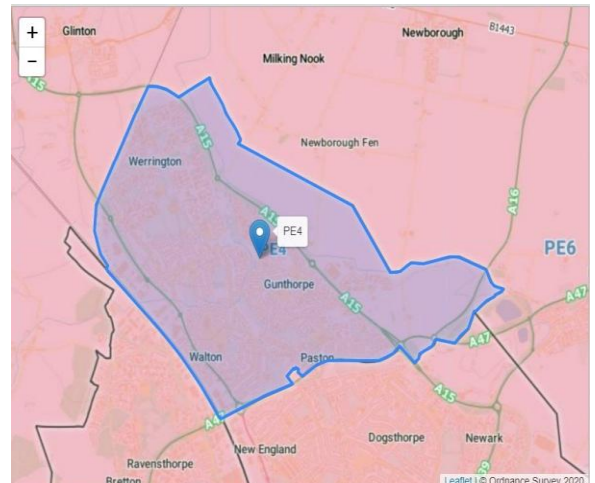 +
−
Glinton
Newborough
B1443
Milking Nook
A15
Newborough Fen
A15
Werrington
A16
PE4
PE4
PE6
Gunthorpe
A15
A47
Walton
Paston
A47
A15
New England
Dogsthorpe
Newark
Ravensthorpe
Bretton
Leaflet | © Ordnance Survey 2020